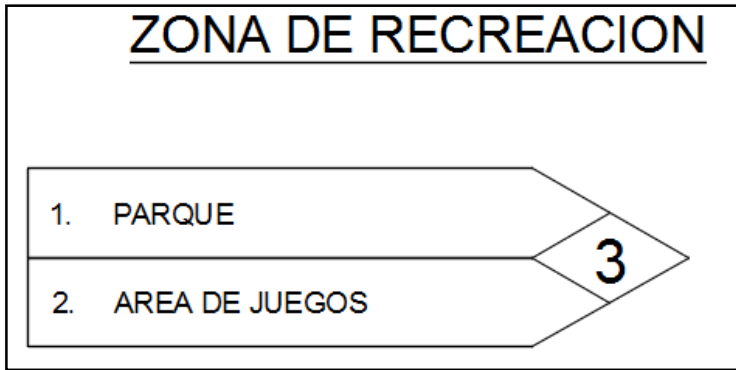 ZONA DE RECREACION
1. PARQUE
3
2. AREA DE JUEGOS